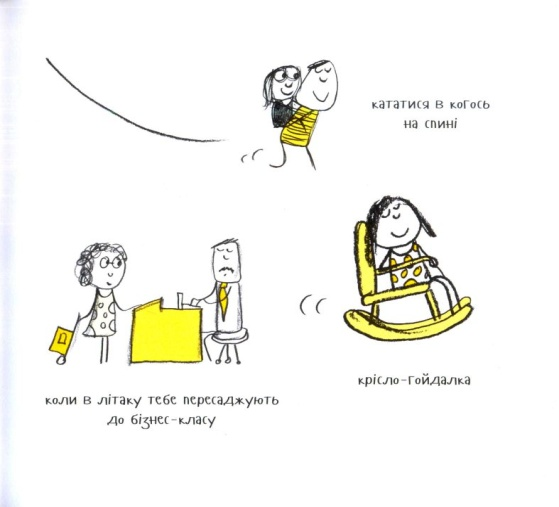 кататися в когось
на спині
крісло-гойдалка
коли в літаку тебе пересаджують
до бізнес-класу